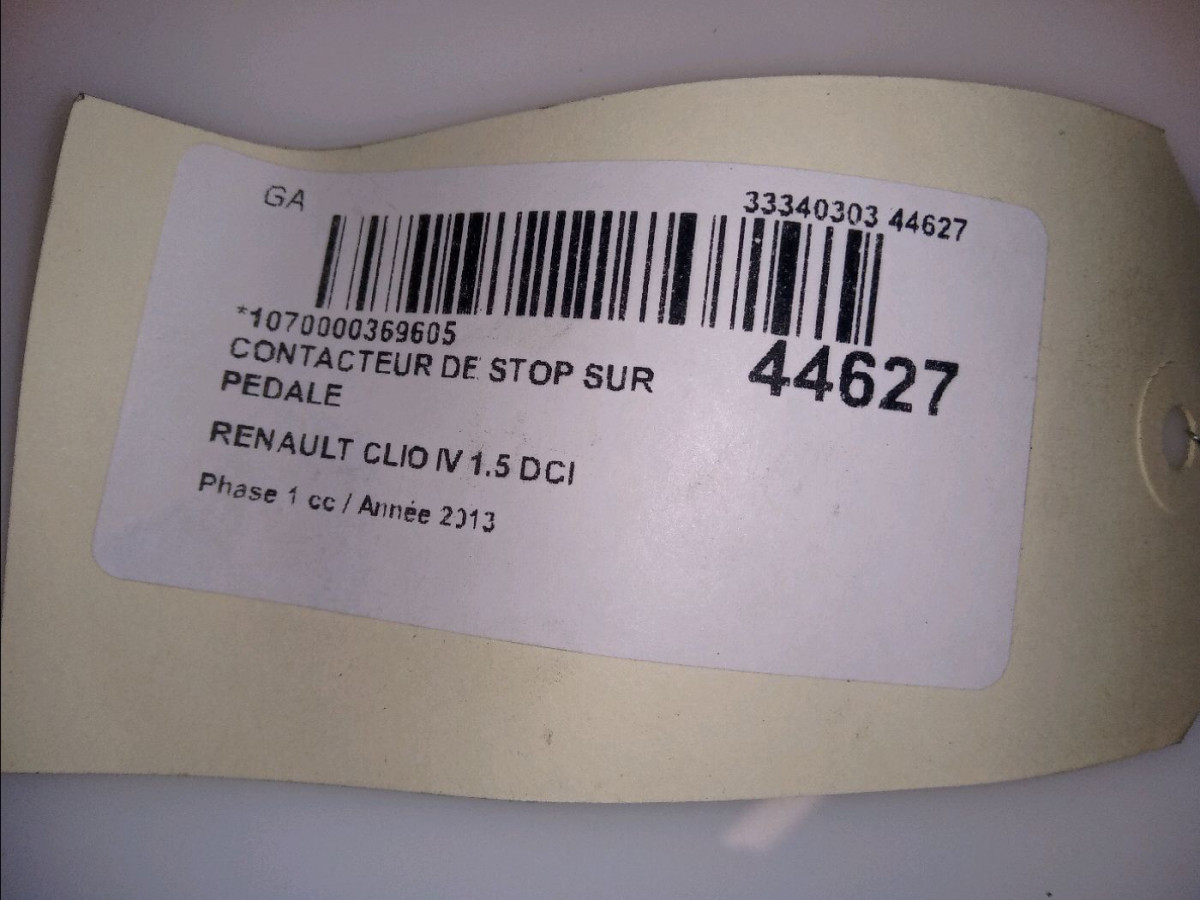 GA
33340303 44627
*1070000369605
CONTACTEUR DE STOP SUR
PEDALE
44627
RENAULT CLIO IV 1.5 DCI
Phase 1 cc / Année 2013